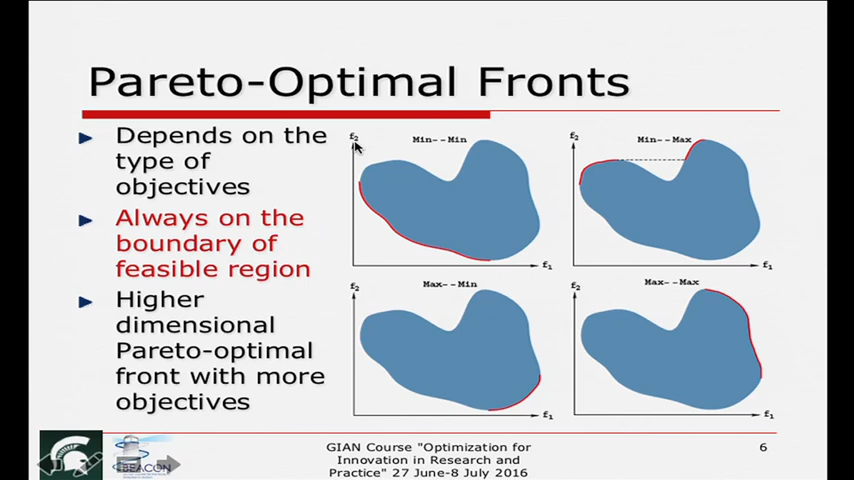 Pareto-Optimal Fronts
Depends on the
type of
objectives
Always on the
boundary of
feasible region
Higher
dimensional
Pareto-optimal
front with more
objectives
f2
Min--Min
f1
f2
Min--Max
f1
f2
Max--Min
f1
f2
Max--Max
f1
BEACON
GIAN Course "Optimization for
Innovation in Research and
Practice" 27 June-8 July 2016
6